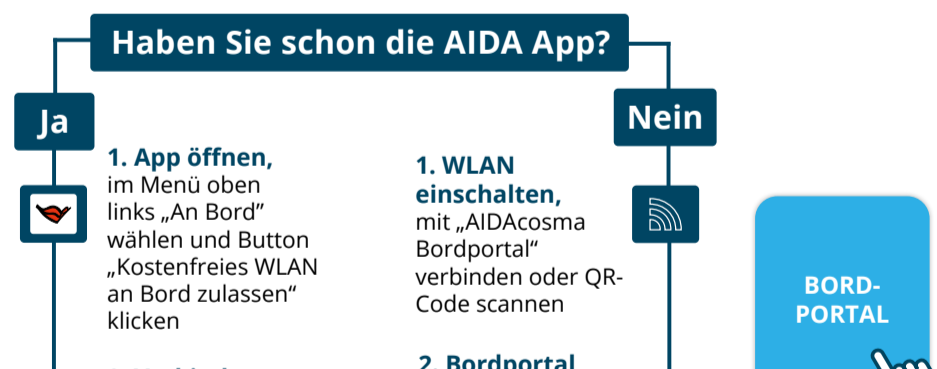 Haben Sie schon die AIDA App?
Ja
Nein
1. App öffnen,
im Menü oben
links „An Bord”
wählen und Button
„Kostenfreies WLAN
an Bord zulassen“
klicken
1. WLAN
einschalten,
mit „AIDAcosma
Bordportal“
verbinden oder QR-
Code scannen
2. Bordportal
BORD-
PORTAL